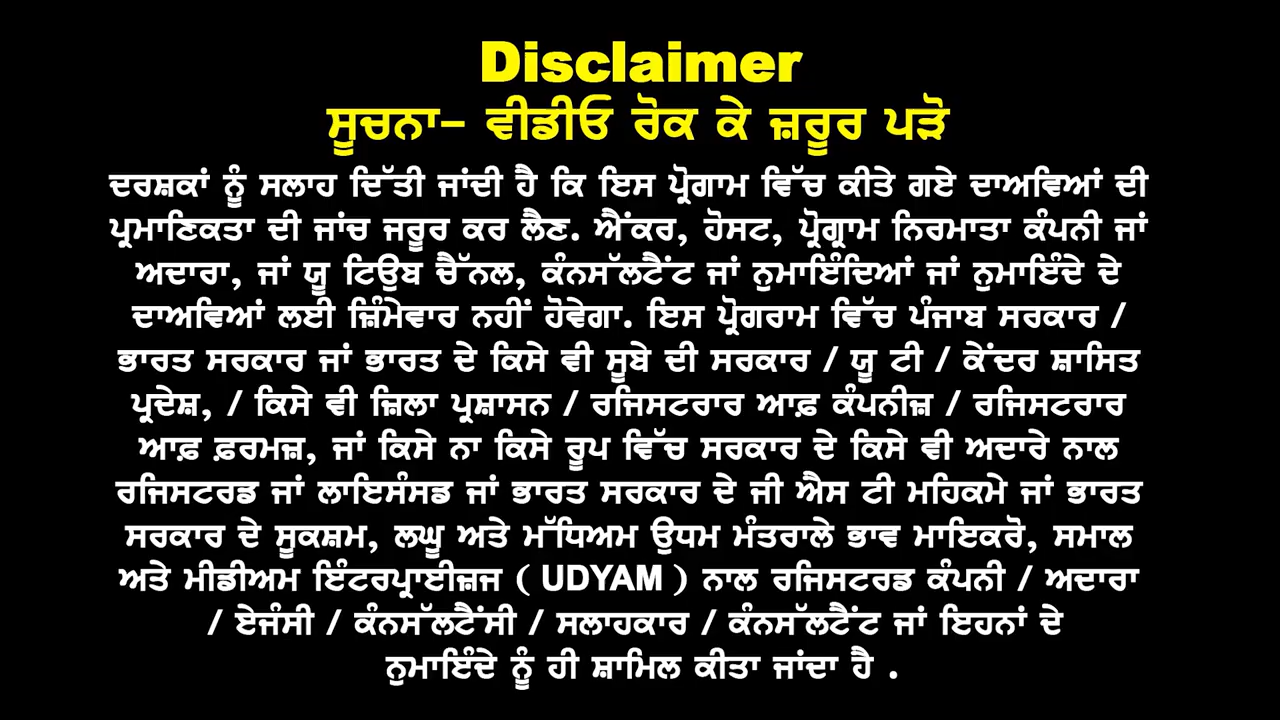 Disclaimer
ਸੂਚਨਾ- ਵੀਡੀਓ ਰੋਕ ਕੇ ਜ਼ਰੂਰ ਪੜੋ
ਦਰਸ਼ਕਾਂ ਨੂੰ ਸਲਾਹ ਦਿੱਤੀ ਜਾਂਦੀ ਹੈ ਕਿ ਇਸ ਪ੍ਰੋਗਾਮ ਵਿੱਚ ਕੀਤੇ ਗਏ ਦਾਅਵਿਆਂ ਦੀ
ਪ੍ਰਮਾਣਿਕਤਾ ਦੀ ਜਾਂਚ ਜਰੂਰ ਕਰ ਲੈਣ. ਐਂਕਰ, ਹੋਸਟ, ਪ੍ਰੋਗ੍ਰਾਮ ਨਿਰਮਾਤਾ ਕੰਪਨੀ ਜਾਂ
ਅਦਾਰਾ, ਜਾਂ ਯੂ ਟਿਊਬ ਚੈੱਨਲ, ਕੰਨਸੱਲਟੈਂਟ ਜਾਂ ਨੁਮਾਇੰਦਿਆਂ ਜਾਂ ਨੁਮਾਇੰਦੇ ਦੇ
ਦਾਅਵਿਆਂ ਲਈ ਜ਼ਿੰਮੇਵਾਰ ਨਹੀਂ ਹੋਵੇਗਾ. ਇਸ ਪ੍ਰੋਗਰਾਮ ਵਿੱਚ ਪੰਜਾਬ ਸਰਕਾਰ /
ਭਾਰਤ ਸਰਕਾਰ ਜਾਂ ਭਾਰਤ ਦੇ ਕਿਸੇ ਵੀ ਸੂਬੇ ਦੀ ਸਰਕਾਰ / ਯੂ ਟੀ / ਕੇਂਦਰ ਸ਼ਾਸਿਤ
ਪ੍ਰਦੇਸ਼, / ਕਿਸੇ ਵੀ ਜ਼ਿਲਾ ਪ੍ਰਸ਼ਾਸਨ / ਰਜਿਸਟਰਾਰ ਆਫ਼ ਕੰਪਨੀਜ਼ / ਰਜਿਸਟਰਾਰ
ਆਫ਼ ਫ਼ਰਮਜ਼, ਜਾਂ ਕਿਸੇ ਨਾ ਕਿਸੇ ਰੂਪ ਵਿੱਚ ਸਰਕਾਰ ਦੇ ਕਿਸੇ ਵੀ ਅਦਾਰੇ ਨਾਲ
ਰਜਿਸਟਰਡ ਜਾਂ ਲਾਇਸੰਸਡ ਜਾਂ ਭਾਰਤ ਸਰਕਾਰ ਦੇ ਜੀ ਐਸ ਟੀ ਮਹਿਕਮੇ ਜਾਂ ਭਾਰਤ
ਸਰਕਾਰ ਦੇ ਸੂਕਸ਼ਮ, ਲਘੂ ਅਤੇ ਮੱਧਿਅਮ ਉਧਮ ਮੰਤਰਾਲੇ ਭਾਵ ਮਾਇਕਰੋ, ਸਮਾਲ
ਅਤੇ ਮੀਡੀਅਮ ਇੰਟਰਪ੍ਰਾਈਜ਼ਜ ( UDYAM ) ਨਾਲ ਰਜਿਸਟਰਡ ਕੰਪਨੀ / ਅਦਾਰਾ
/ ਏਜੰਸੀ / ਕੰਨਸੱਲਟੈਂਸੀ / ਸਲਾਹਕਾਰ / ਕੰਨਸੱਲਟੈਂਟ ਜਾਂ ਇਹਨਾਂ ਦੇ
ਨੁਮਾਇੰਦੇ ਨੂੰ ਹੀ ਸ਼ਾਮਿਲ ਕੀਤਾ ਜਾਂਦਾ ਹੈ .